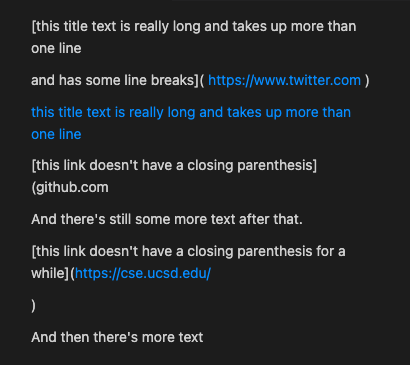 [this title text is really long and takes up more than
one line
and has some line breaks]( https://www.twitter.com )
this title text is really long and takes up more than
one line
[this link doesn't have a closing parenthesis]
(github.com
And there's still some more text after that.
[this link doesn't have a closing parenthesis for a
while](https://cse.ucsd.edu/
)
And then there's more text